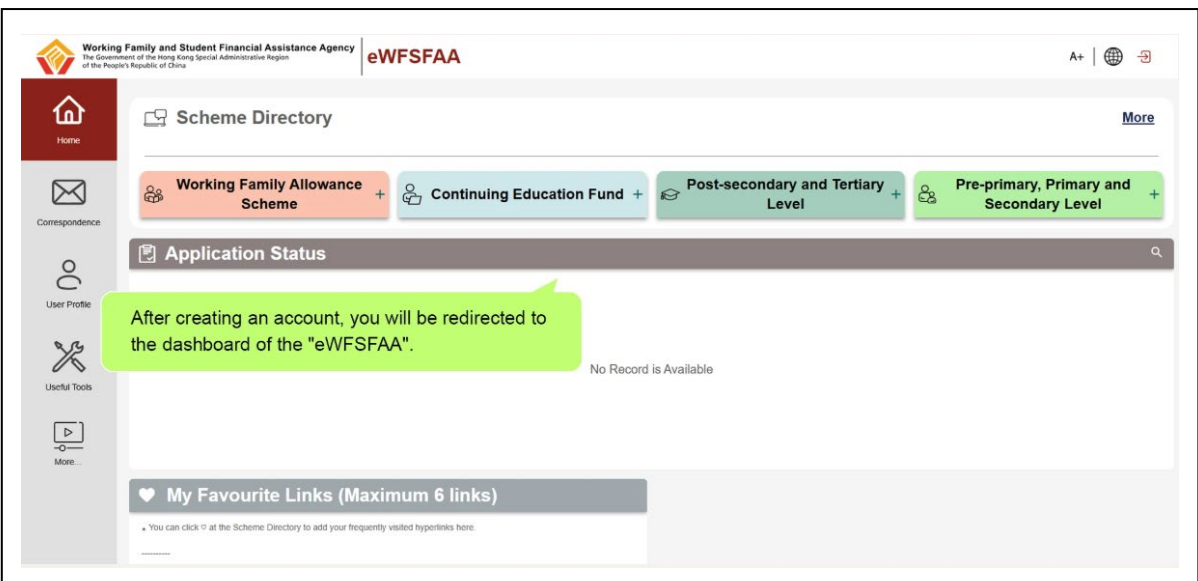 Working Family and Student Financial Assistance Agency
The Government of the Hong Kong Special Administrative Region
of the People's Republic of China
eWFSFAA
A+
Home
Scheme Directory
More
Working Family Allowance
Scheme
+
Continuing Education Fund +
Post-secondary and Tertiary
Level
+
Pre-primary, Primary and
Secondary Level
+
Correspondence
Application Status
User Profile
After creating an account, you will be redirected to
the dashboard of the "eWFSFAA".
No Record is Available
Useful Tools
More...
My Favourite Links (Maximum 6 links)
You can click ♡ at the Scheme Directory to add your frequently visited hyperlinks here.
----------